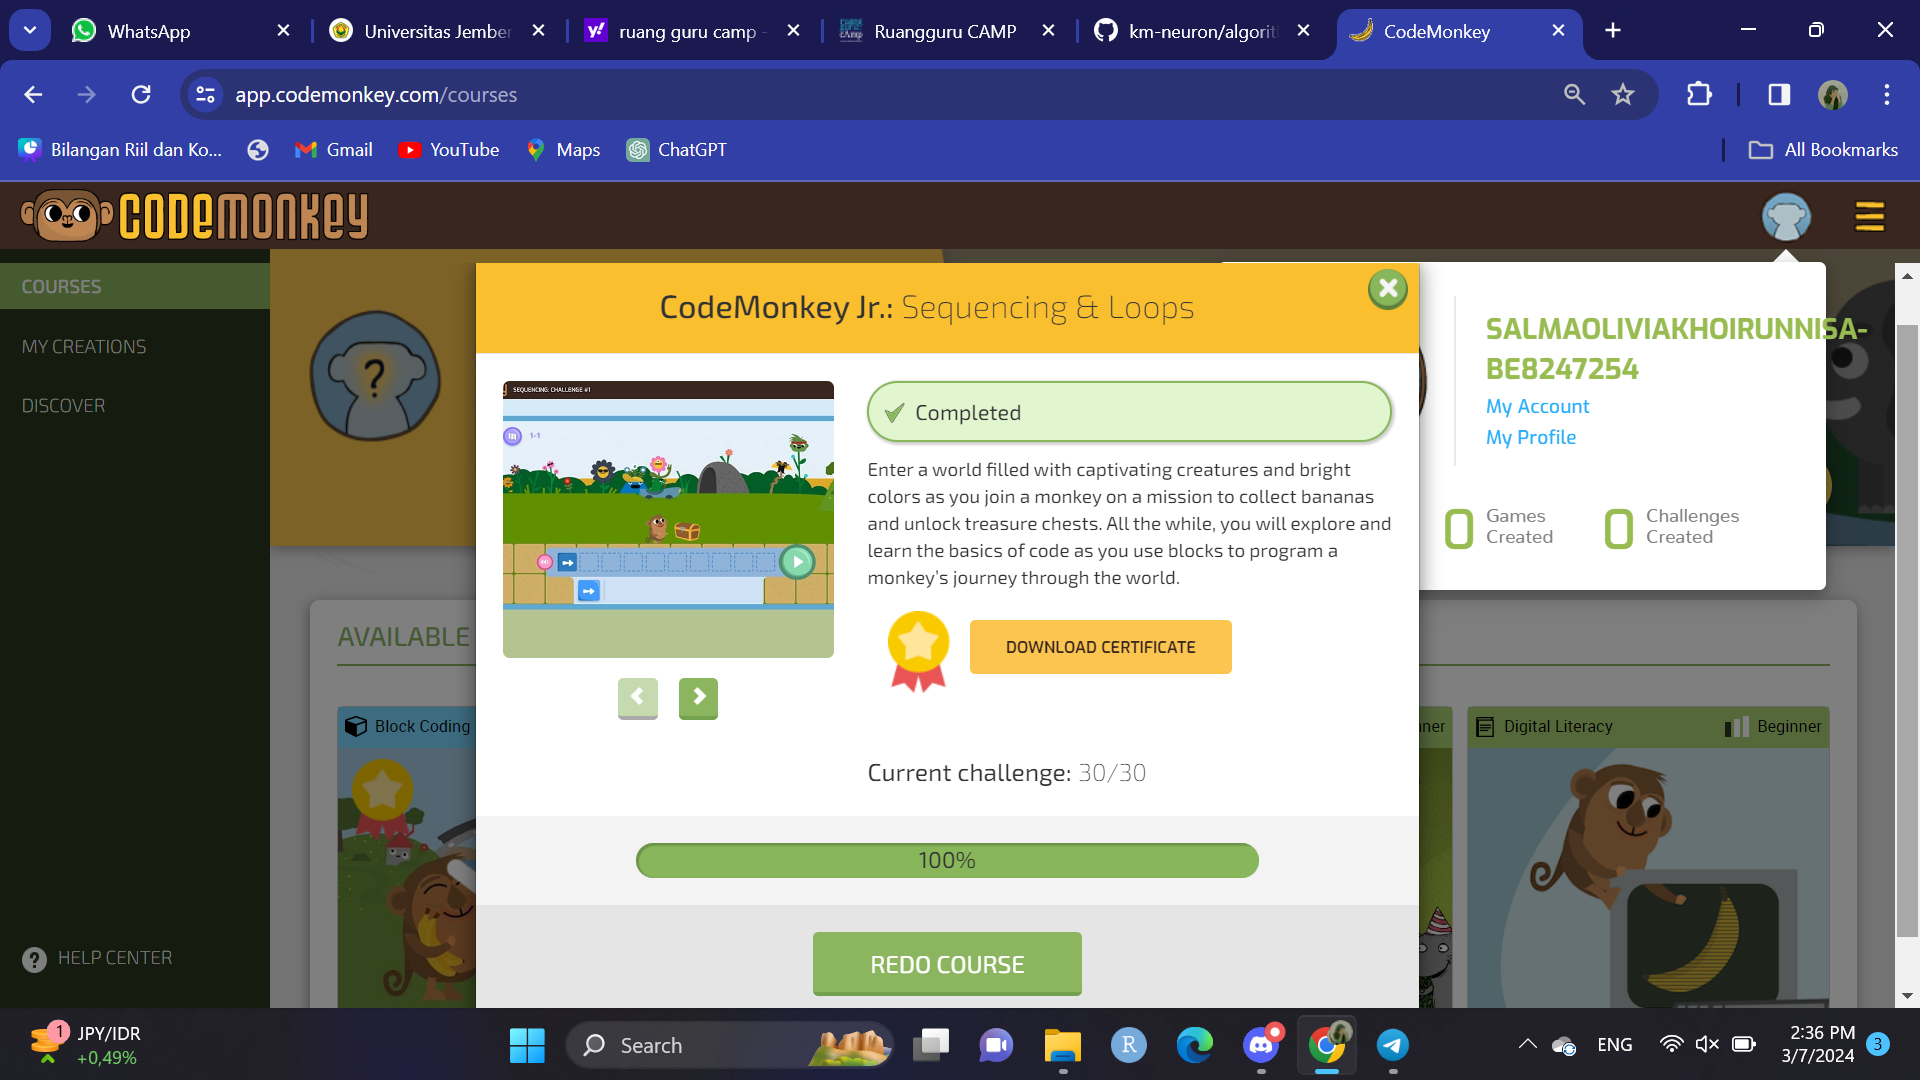 WhatsApp
Universitas Jember
ruang guru camp -
Ruangguru CAMP
km-neuron/algorit
CodeMonkey
app.codemonkey.com/courses
Bilangan Riil dan Ko...
Gmail
YouTube
Maps
ChatGPT
All Bookmarks
CODEMONKEY
COURSES
MY CREATIONS
DISCOVER
HELP CENTER
CodeMonkey Jr.: Sequencing & Loops
SEQUENCING: CHALLENGE #1
1-1
Completed
Enter a world filled with captivating creatures and bright
colors as you join a monkey on a mission to collect bananas
and unlock treasure chests. All the while, you will explore and
learn the basics of code as you use blocks to program a
monkey's journey through the world.
DOWNLOAD CERTIFICATE
Current challenge: 30/30
100%
REDO COURSE
SALMAOLIVIAKHOIRUNNISA-
BE8247254
My Account
My Profile
0 Games
Created
0 Challenges
Created
AVAILABLE
Block Coding
ner
Digital Literacy
Beginner
1
JPY/IDR
+0,49%
Search
R
ENG
2:36 PM
3/7/2024
3